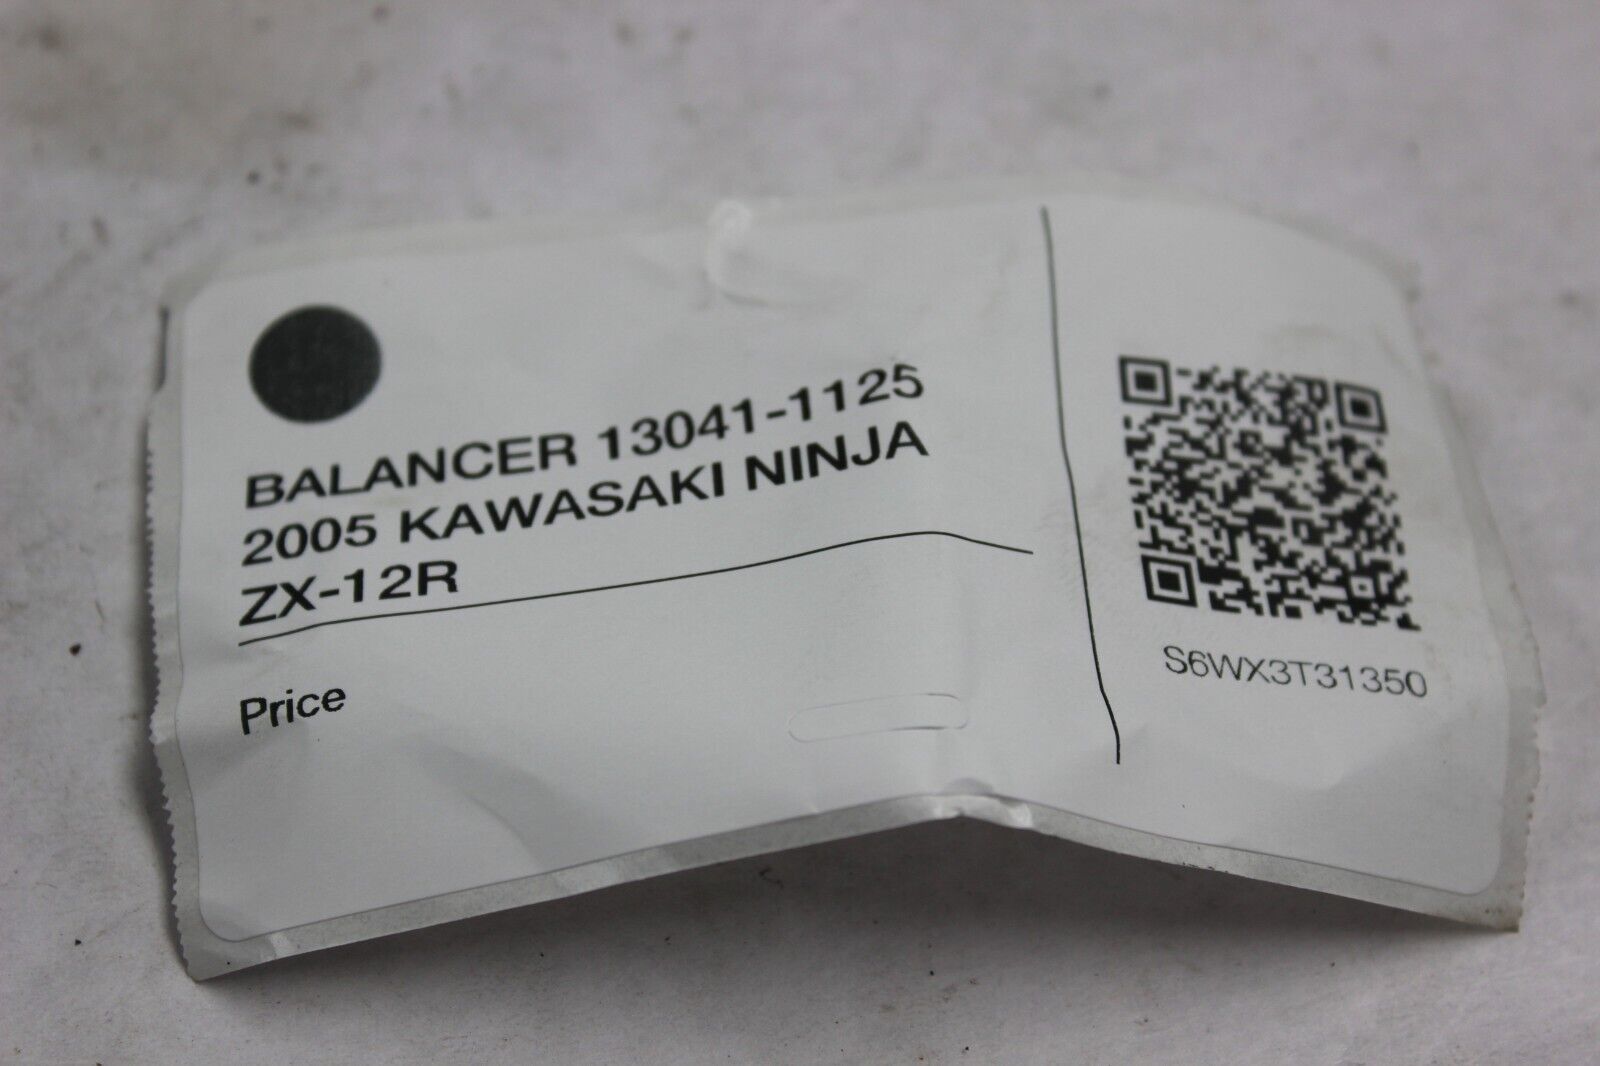 BALANCER 13041-1125
2005 KAWASAKI NINJA
ZX-12R
Price
S6WX3T31350